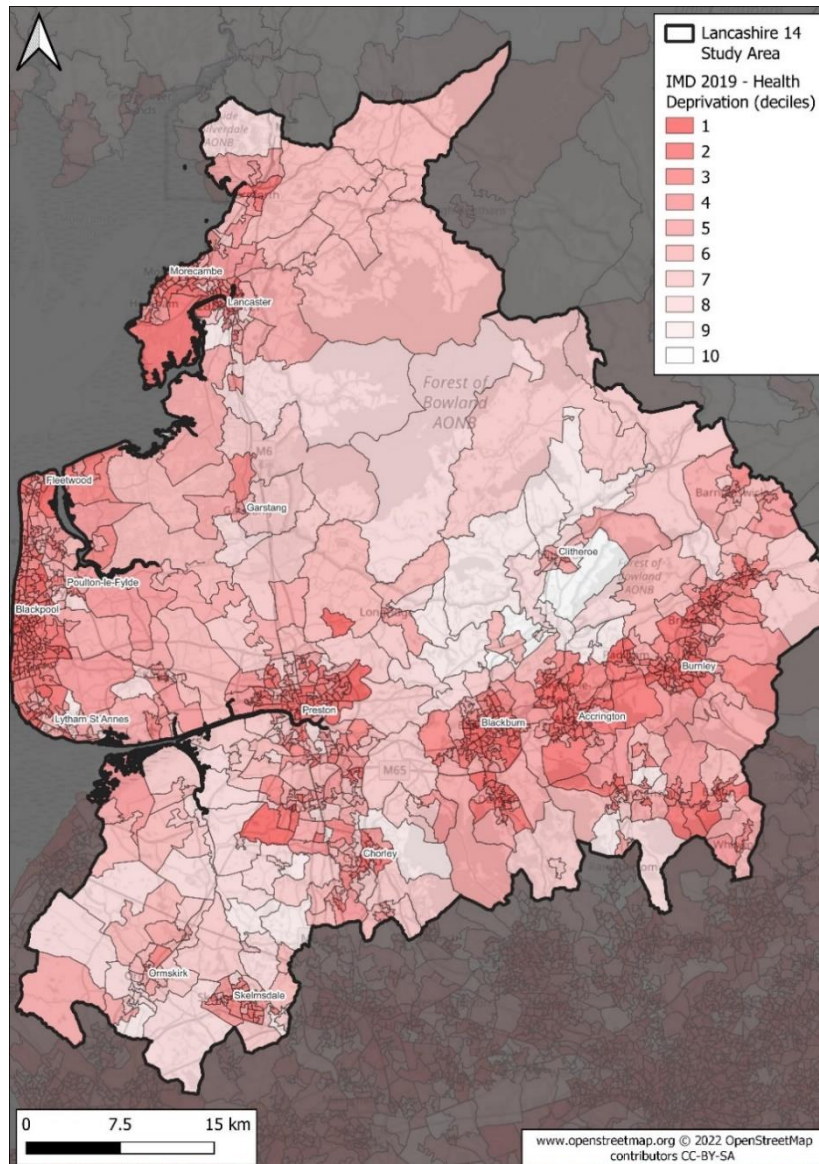 Lancashire 14
Study Area
IMD 2019 - Health
Deprivation (deciles)
1
2
3
4
5
6
7
8
9
10
AONB
Morecambe
Lancaster
Forest of
Bowland
AONB
M6
Fleetwood
Garstang
Clitheroe
Forest of
Bowland
AONB
Poulton-le-Fylde
Blackpool
Burnley
Preston
Lytham St Annes
Blackburn
Accrington
M65
Chorley
Ormskirk
Skelmsdale
0 7.5 15 km
www.openstreetmap.org © 2022 OpenStreetMap
contributors CC-BY-SA